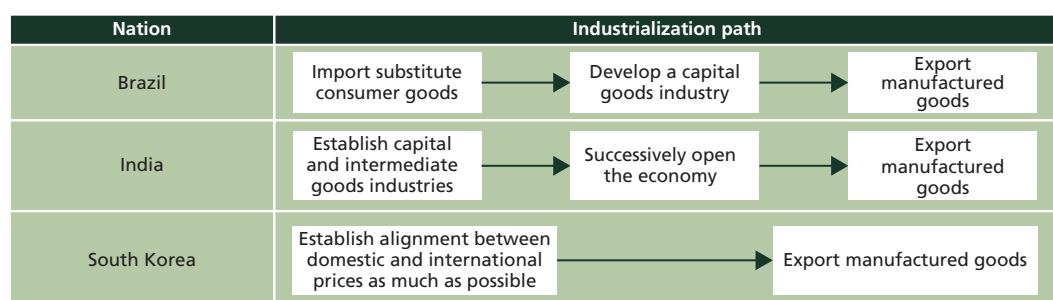 Nation
Industrialization path
Brazil
Import substitute
consumer goods
Develop a capital
goods industry
Export
manufactured
goods
India
Establish capital
and intermediate
goods industries
Successively open
the economy
Export
manufactured
goods
South Korea
Establish alignment between
domestic and international
prices as much as possible
Export manufactured goods